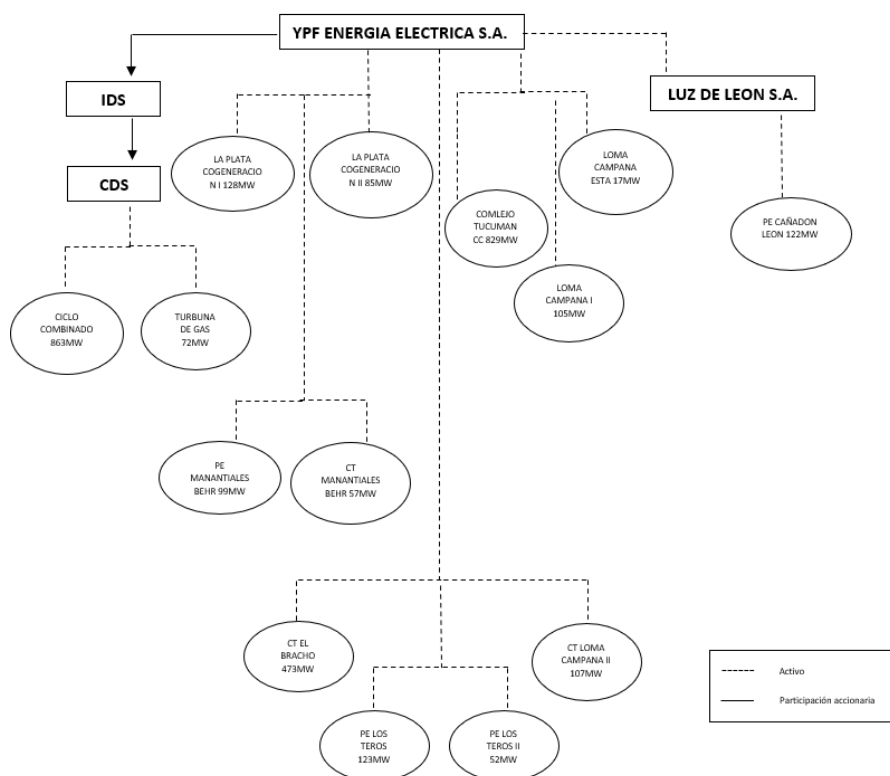 YPF ENERGIA ELECTRICA S.A.
IDS
LUZ DE LEON S.A.
CDS
LA PLATA
COGENERACIO
N I 128MW
LA PLATA
COGENERACIO
N II 85MW
LOMA
CAMPANA
ESTA 17MW
COMLEJO
TUCUMAN
CC 829MW
PE CAÑADON
LEON 122MW
LOMA
CAMPANA I
105MW
CICLO
COMBINADO
863MW
TURBUNA
DE GAS
72MW
PE
MANANTIALES
BEHR 99MW
CT
MANANTIALES
BEHR 57MW
CT EL
BRACHO
473MW
CT LOMA
CAMPANA II
107MW
PE LOS
TEROS
123MW
PE LOS
TEROS II
52MW
Activo
Participación accionaria